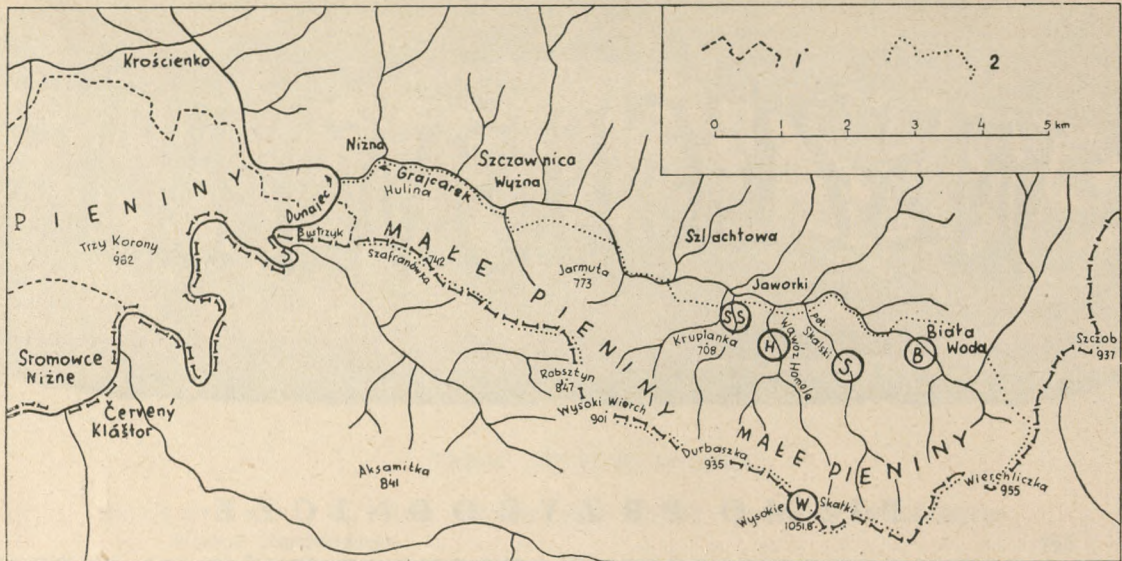 Krościenko
1
2
0 1 2 3 4 5 km
Niżna
Szczawnica
Wyżna
Grajcarek
Hulina
Dunajec
PIENINY
Bystrzyk
Trzy Korony
982
MAŁE PIENINY
742
Szafranówka
Jarmuta
773
Szlachtowa
Jaworki
SS
Krupianka
708
H
Wąwóz Homole
pot. Skalski
S
B
Biała
Woda
Szczob
937
Sromowce
Niżne
Červený
Kláštor
Rabsztyn
847
Wysoki Wierch
901
Durbaszka
935
MAŁE PIENINY
Wierchliczka
955
Aksamitka
841
Wysokie Skałki
W
1051.8